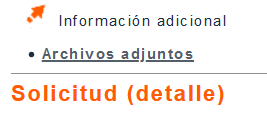 Información adicional
Archivos adjuntos
Solicitud (detalle)